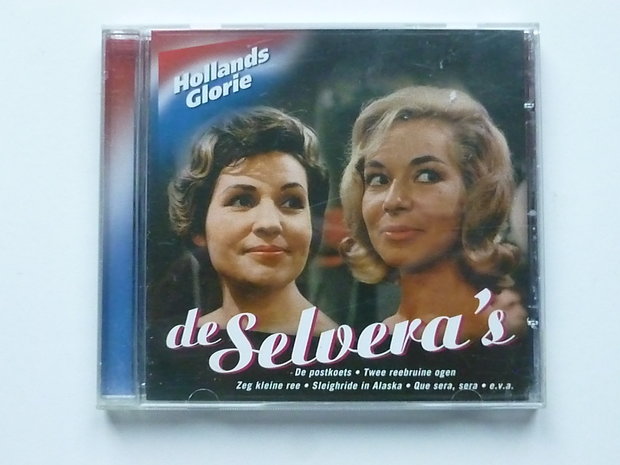 Hollands
Glorie
de Selvera's
De postkoets • Twee reebruine ogen
Zeg kleine ree • Sleighride in Alaska • Que sera, sera • e.v.a.